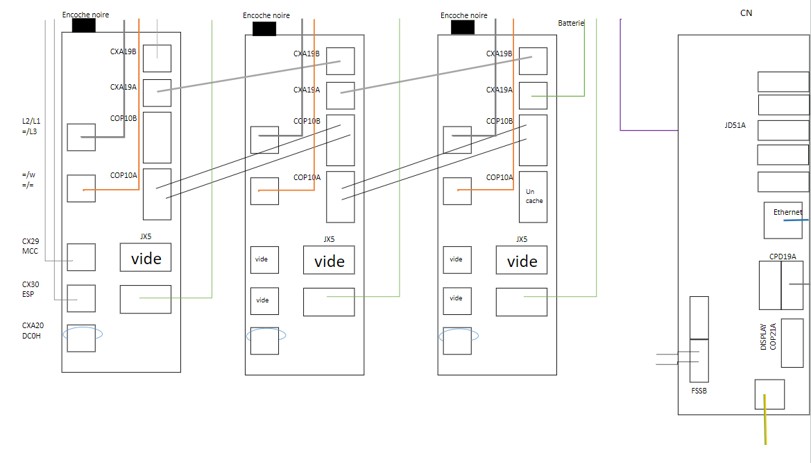 Encoche noire
Encoche noire
Encoche noire
Batterie
CN
CXA19B
CXA19B
CXA19B
CXA19A
CXA19A
CXA19A
L2/L1
=/L3
COP10B
COP10B
COP10B
JD51A
=/w
=/=
COP10A
COP10A
COP10A
Un
cache
Ethernet
CX29
MCC
JX5
vide
vide
JX5
vide
vide
JX5
vide
CPD19A
CX30
ESP
vide
vide
CXA20
DC0H
DISPLAY
COP21A
FSSB